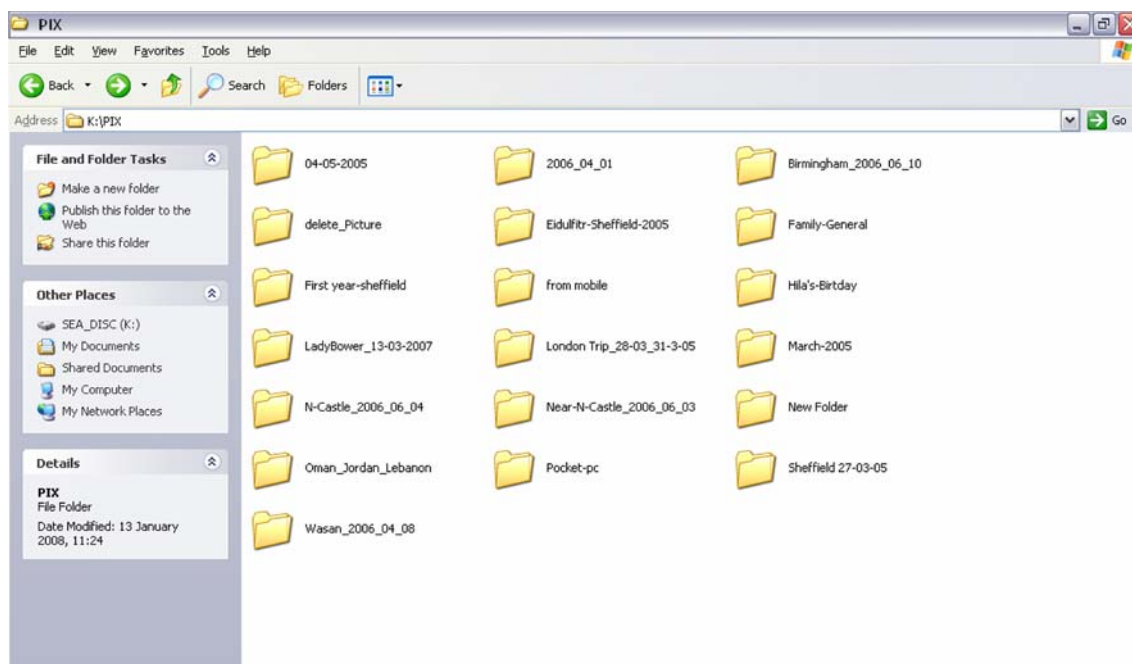 PIX
File Edit View Favorites Tools Help
Back Search Folders
Address K:\PIX Go
File and Folder Tasks
Make a new folder
Publish this folder to the
Web
Share this folder
Other Places
SEA_DISC (K:)
My Documents
Shared Documents
My Computer
My Network Places
Details
PIX
File Folder
Date Modified: 13 January
2008, 11:24
04-05-2005 2006_04_01 Birmingham_2006_06_10
delete_Picture Eidulfitr-Sheffield-2005 Family-General
First year-sheffield from mobile Hila's-Birtday
LadyBower_13-03-2007 London Trip_28-03_31-3-05 March-2005
N-Castle_2006_06_04 Near-N-Castle_2006_06_03 New Folder
Oman_Jordan_Lebanon Pocket-pc Sheffield 27-03-05
Wasan_2006_04_08